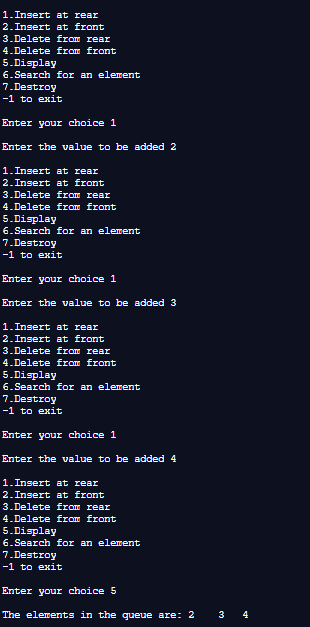 1.Insert at rear
2.Insert at front
3.Delete from rear
4.Delete from front
5.Display
6.Search for an element
7.Destroy
-1 to exit
Enter your choice 1
Enter the value to be added 2
1.Insert at rear
2.Insert at front
3.Delete from rear
4.Delete from front
5.Display
6.Search for an element
7.Destroy
-1 to exit
Enter your choice 1
Enter the value to be added 3
1.Insert at rear
2.Insert at front
3.Delete from rear
4.Delete from front
5.Display
6.Search for an element
7.Destroy
-1 to exit
Enter your choice 1
Enter the value to be added 4
1.Insert at rear
2.Insert at front
3.Delete from rear
4.Delete from front
5.Display
6.Search for an element
7.Destroy
-1 to exit
Enter your choice 5
The elements in the queue are: 2    3   4